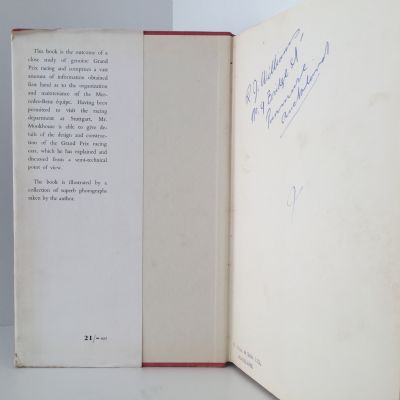 This book is the outcome of a
close study of genuine Grand
Prix racing and comprises a vast
amount of information obtained
first hand as to the organization
and maintenance of the Mer-
cedes-Benz équipe. Having been
permitted to visit the racing
department at Stuttgart, Mr.
Monkhouse is able to give de-
tails of the design and construc-
tion of the Grand Prix racing
cars, which he has explained and
discussed from a semi-technical
point of view.
The book is illustrated by a
collection of superb photographs
taken by the author.
21/- net
R. J. Williams,
Auckland